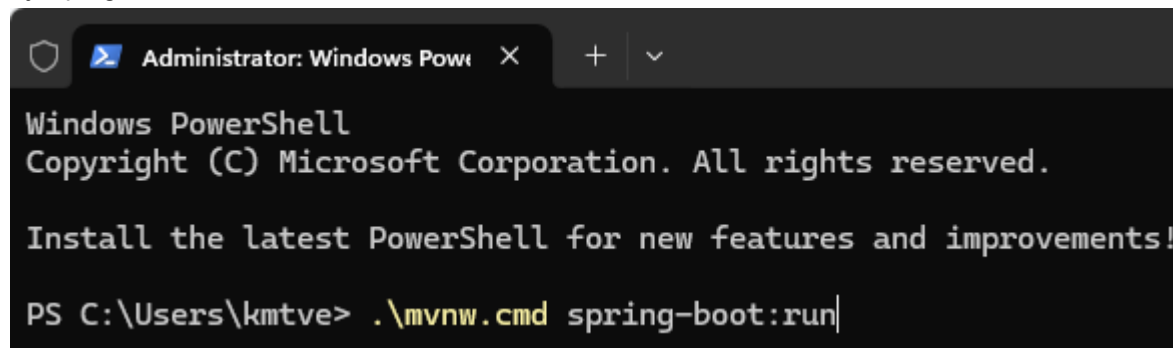 Administrator: Windows Powe
Windows PowerShell
Copyright (C) Microsoft Corporation. All rights reserved.
Install the latest PowerShell for new features and improvements!
PS C:\Users\kmtve> .\mvnw.cmd spring-boot:run